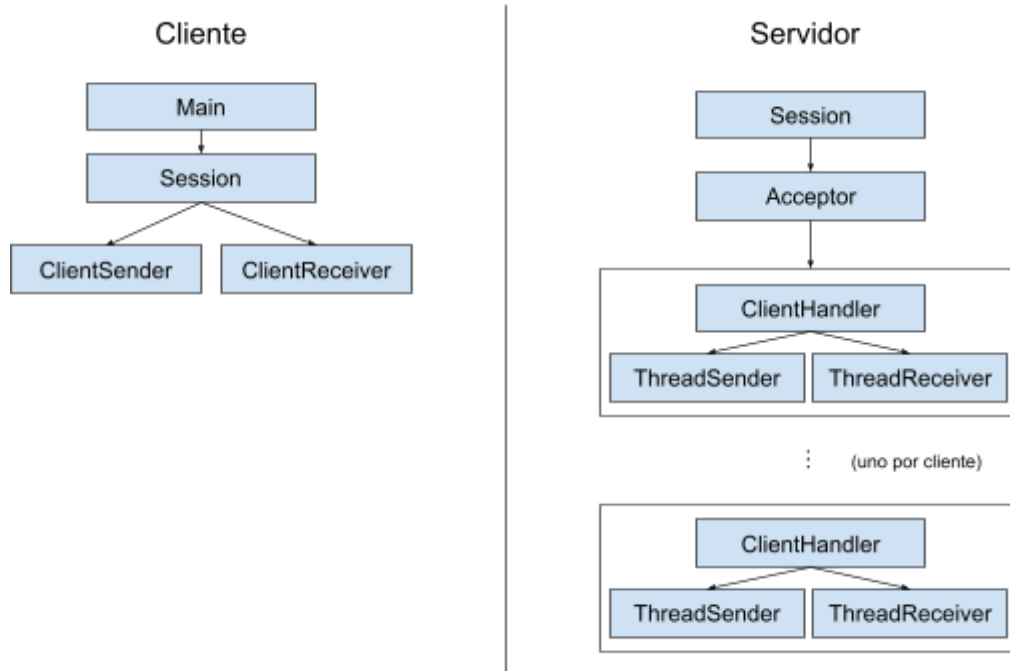 Cliente
Main
Session
ClientSender
ClientReceiver
Servidor
Session
Acceptor
ClientHandler
ThreadSender
ThreadReceiver
(uno por cliente)
ClientHandler
ThreadSender
ThreadReceiver